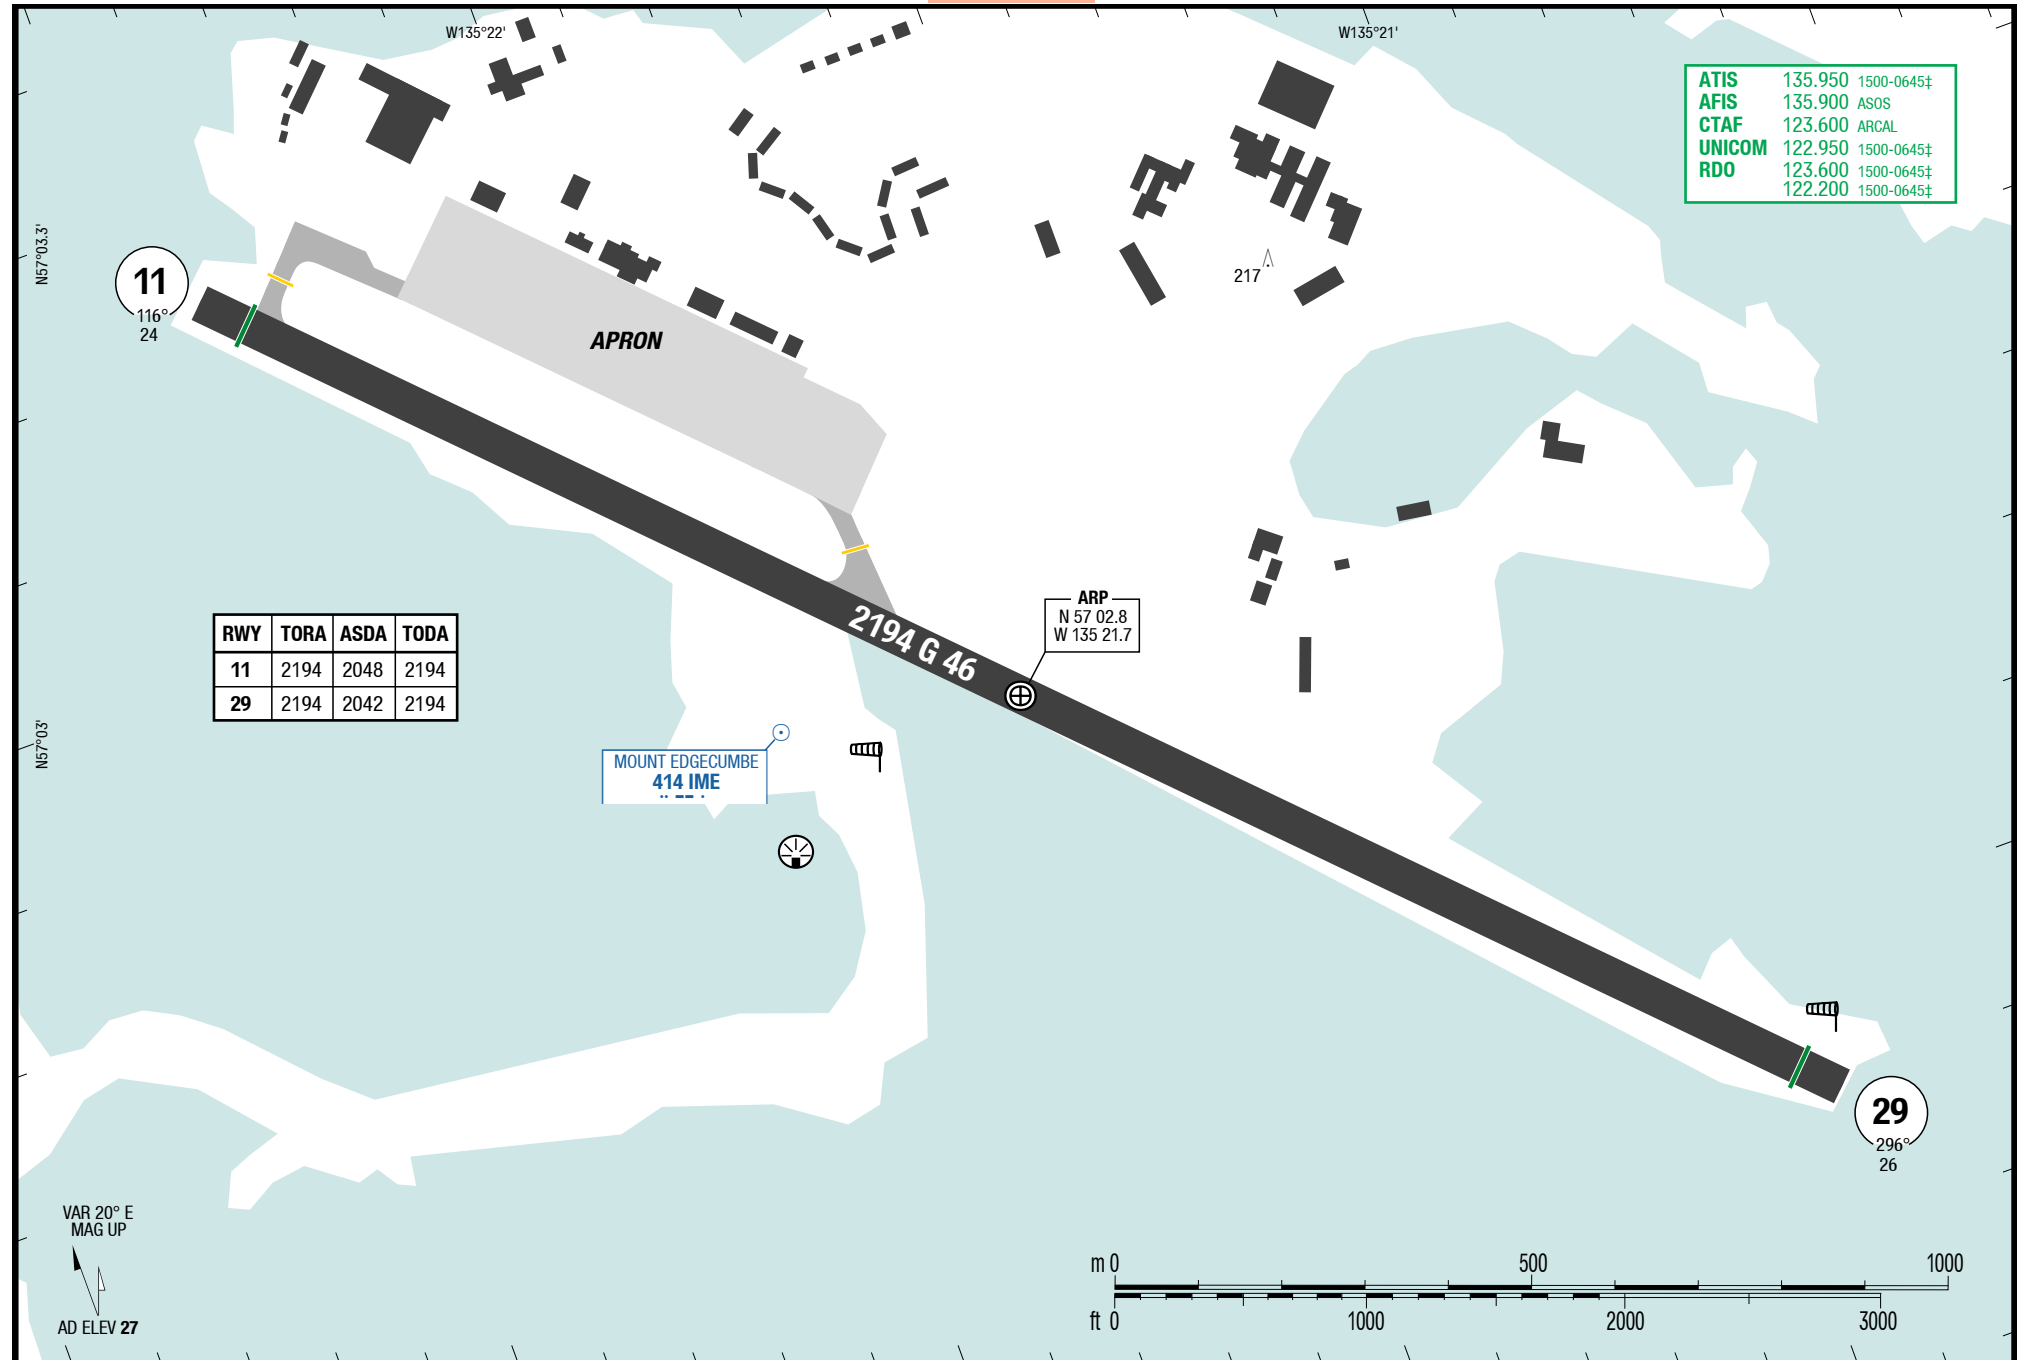 W135°22'
W135°21'
ATIS 135.950 1500-0645‡
AFIS 135.900 ASOS
CTAF 123.600 ARCAL
UNICOM 122.950 1500-0645‡
RDO 123.600 1500-0645‡
122.200 1500-0645‡
N57°03.3'
11
116°
24
217
APRON
ARP
N 57 02.8
W 135 21.7
2194 G 46
RWY TORA ASDA TODA
11 2194 2048 2194
29 2194 2042 2194
N57°03'
MOUNT EDGECUMBE
414 IME
29
296°
26
VAR 20° E
MAG UP
AD ELEV 27
m 0 500 1000
ft 0 1000 2000 3000